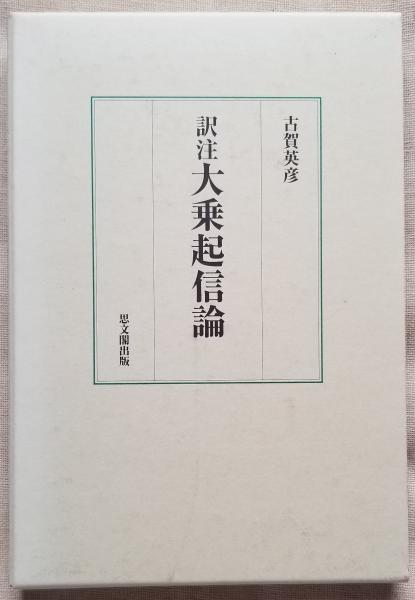 古賀英彦
訳注 大乗起信論
思文閣出版